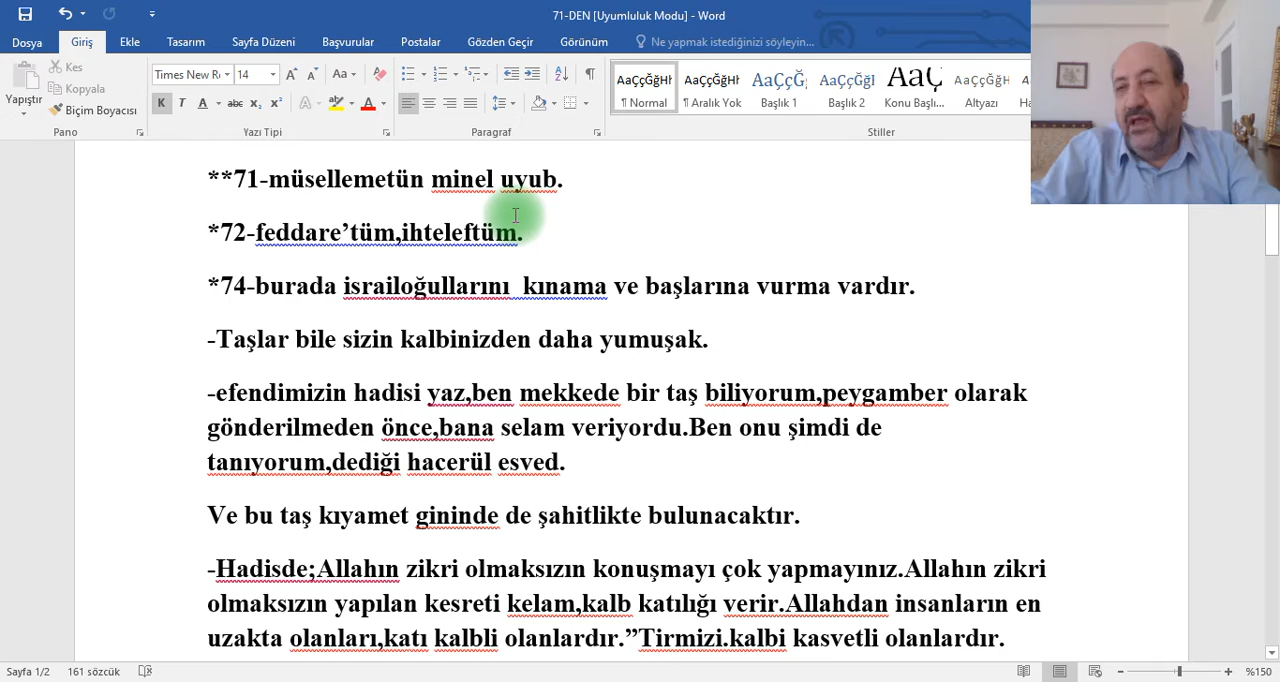 71-DEN [Uyumluluk Modu] - Word
Dosya Giriş Ekle Tasarım Sayfa Düzeni Başvurular Postalar Gözden Geçir Görünüm Ne yapmak istediğinizi söyleyin...
Yapıştır
Kes
Kopyala
Biçim Boyacısı
Times New Ro 14
Pano Yazı Tipi Paragraf Stiller
AaÇçĞğHł AaÇçĞğHł AaÇçĞğ AaÇçĞğI AaÇ AaÇçĞğH
¶ Normal ¶ Aralık Yok Başlık 1 Başlık 2 Konu Başlı... Altyazı
**71-müsellemetün minel uyub.
*72-feddare’tüm,ihteleftüm.
*74-burada israiloğullarını kınama ve başlarına vurma vardır.
-Taşlar bile sizin kalbinizden daha yumuşak.
-efendimizin hadisi yaz,ben mekkede bir taş biliyorum,peygamber olarak
gönderilmeden önce,bana selam veriyordu.Ben onu şimdi de
tanıyorum,dediği hacerül esved.
Ve bu taş kıyamet gininde de şahitlikte bulunacaktır.
-Hadisde;Allahın zikri olmaksızın konuşmayı çok yapmayınız.Allahın zikri
olmaksızın yapılan kesreti kelam,kalb katılığı verir.Allahdan insanların en
uzakta olanları,katı kalbli olanlardır.”Tirmizi.kalbi kasvetli olanlardır.
Sayfa 1/2 161 sözcük %150